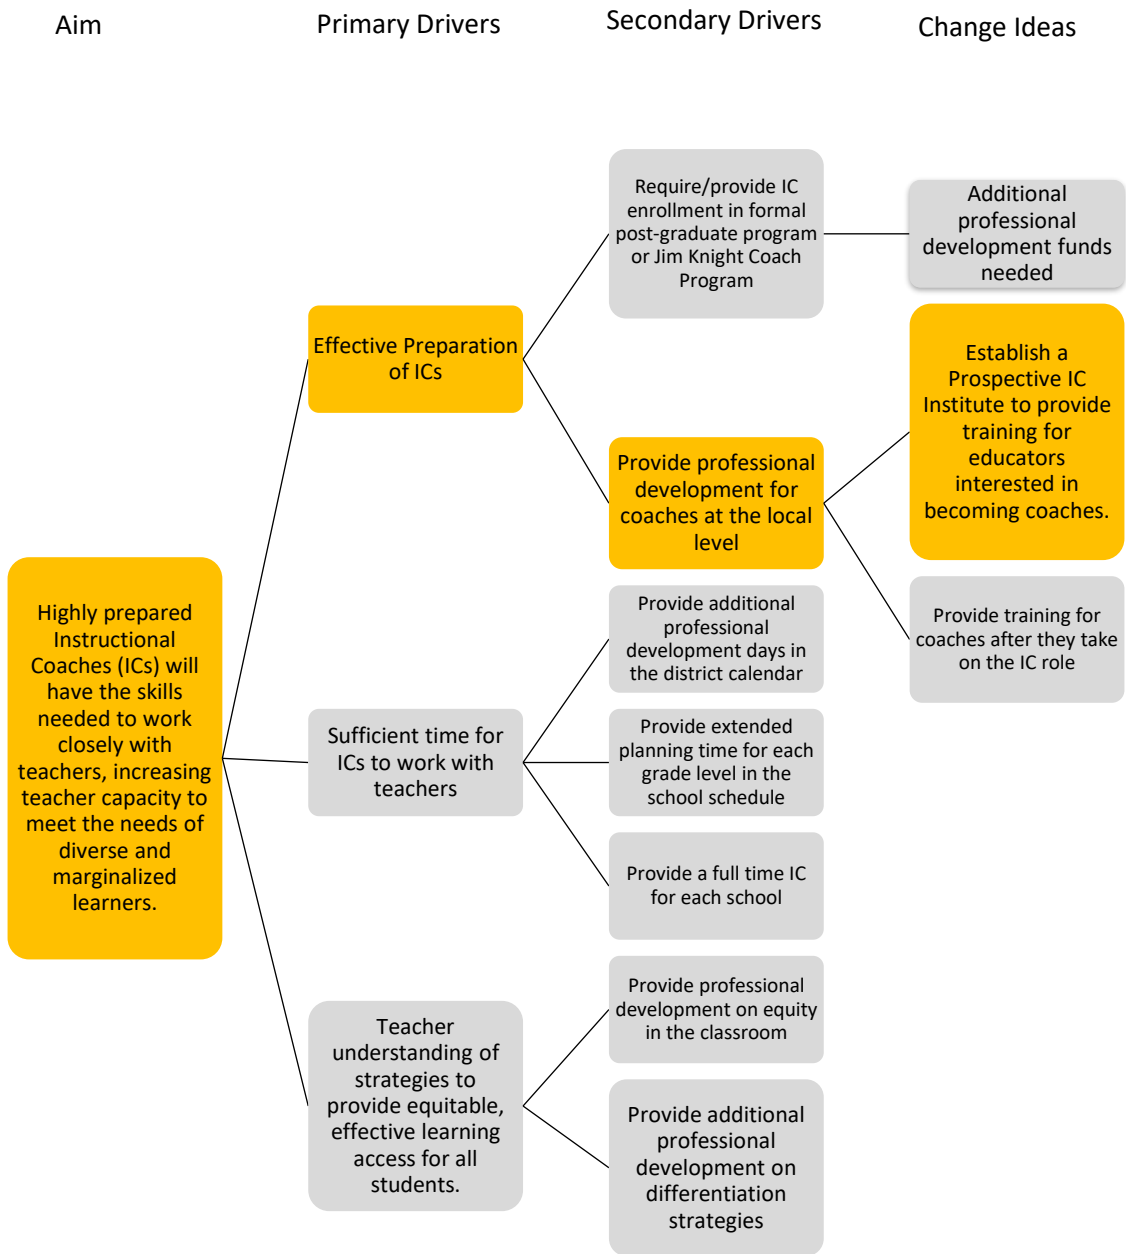 Aim
Primary Drivers
Secondary Drivers
Change Ideas
Highly prepared
Instructional
Coaches (ICs) will
have the skills
needed to work
closely with
teachers, increasing
teacher capacity to
meet the needs of
diverse and
marginalized
learners.
Effective Preparation
of ICs
Sufficient time for
ICs to work with
teachers
Teacher
understanding of
strategies to
provide equitable,
effective learning
access for all
students.
Require/provide IC
enrollment in formal
post-graduate program
or Jim Knight Coach
Program
Provide professional
development for
coaches at the local
level
Provide additional
professional
development days in
the district calendar
Provide extended
planning time for each
grade level in the
school schedule
Provide a full time IC
for each school
Provide professional
development on equity
in the classroom
Provide additional
professional
development on
differentiation
strategies
Additional
professional
development funds
needed
Establish a
Prospective IC
Institute to provide
training for
educators
interested in
becoming coaches.
Provide training for
coaches after they take
on the IC role